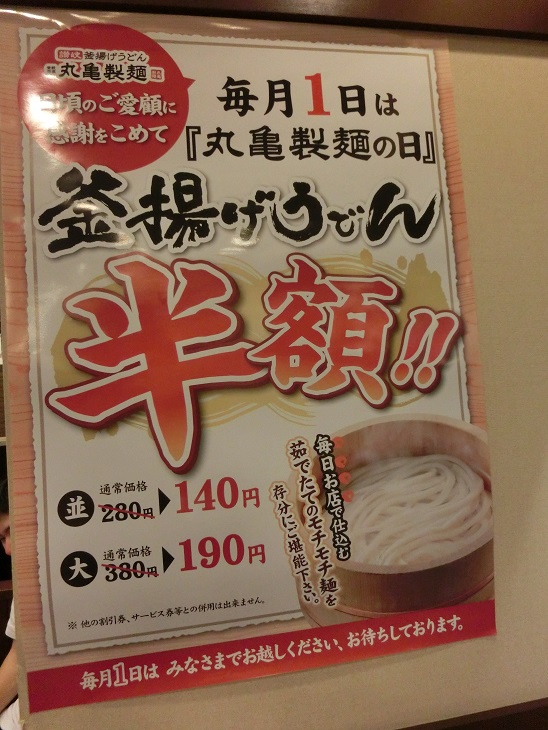 讃岐 釜揚げうどん
丸亀製麺
日頃のご愛顧に
感謝をこめて
毎月1日は
『丸亀製麺の日』
釜揚げうどん
半額!!
並 通常価格 280円 140円
大 通常価格 380円 190円
毎日お店で仕込む
茹でたてのモチモチ麺を
存分にご堪能下さい。
※ 他の割引券、サービス券等との併用は出来ません。
毎月1日は みなさまでお越しください、お待ちしております。